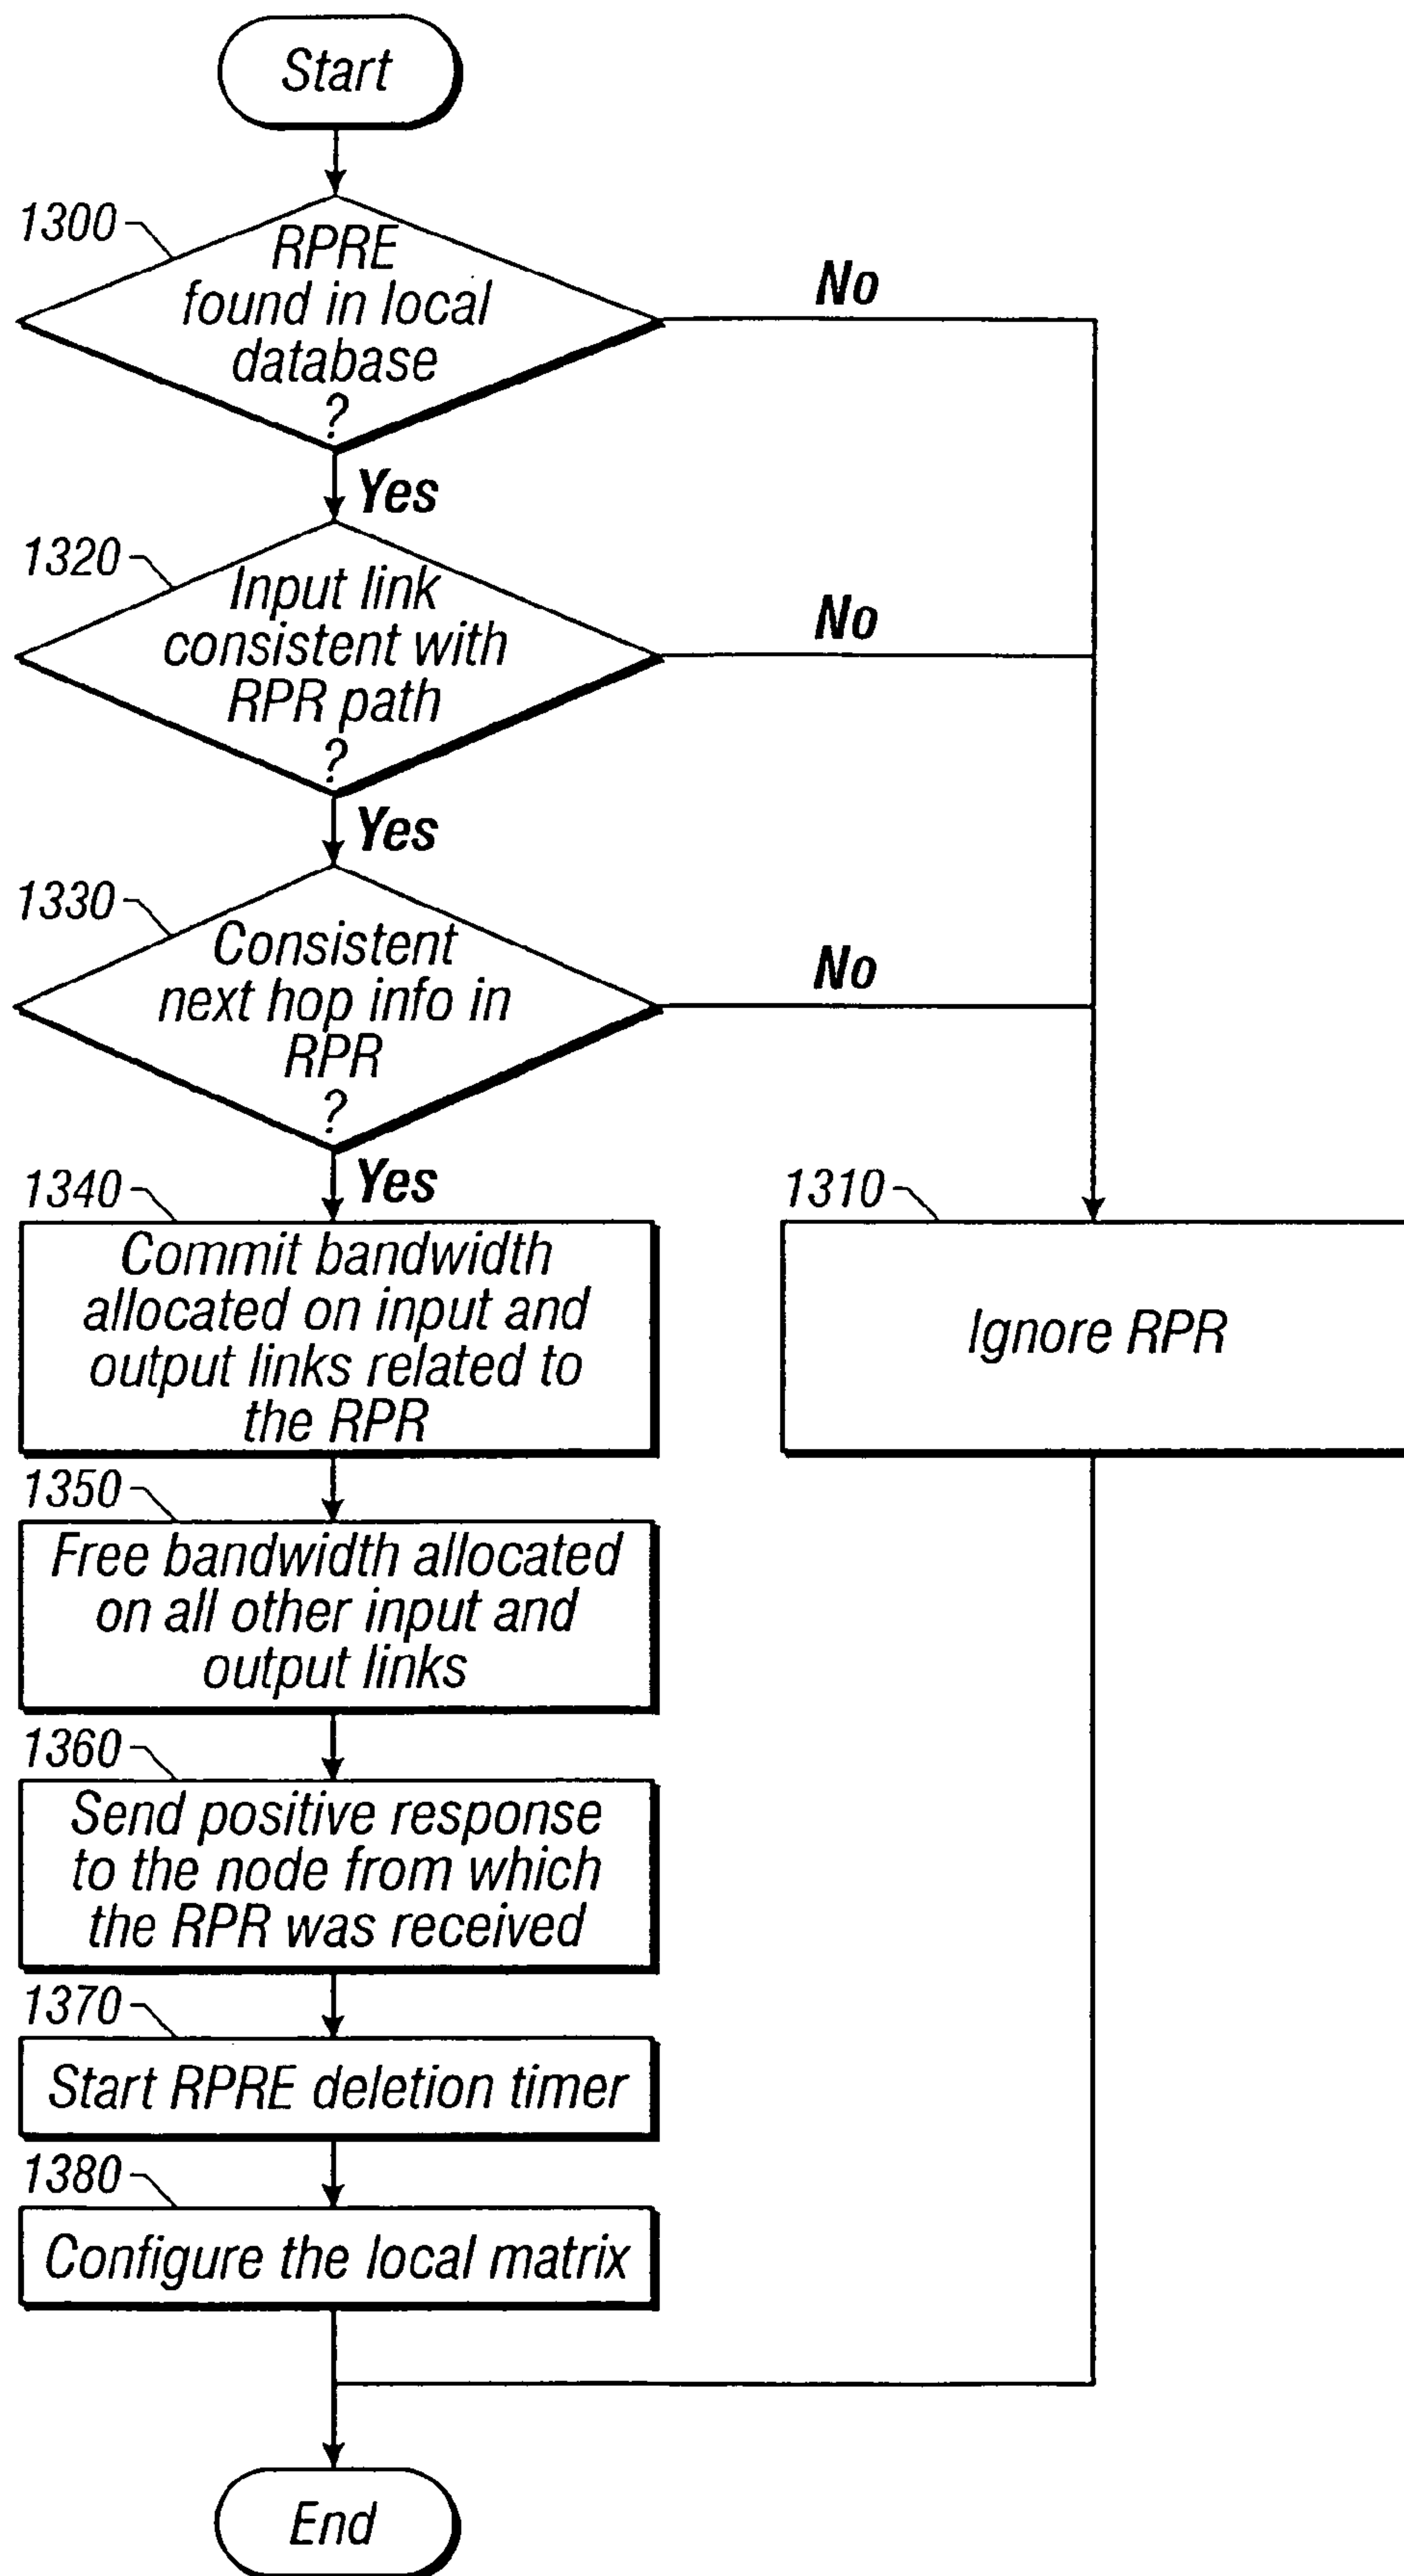 Start
1300
RPRE
found in local
database
?
No
Yes
1320
Input link
consistent with
RPR path
?
No
Yes
1330
Consistent
next hop info in
RPR
?
No
Yes
1340
Commit bandwidth
allocated on input and
output links related to
the RPR
1310
Ignore RPR
1350
Free bandwidth allocated
on all other input and
output links
1360
Send positive response
to the node from which
the RPR was received
1370
Start RPRE deletion timer
1380
Configure the local matrix
End